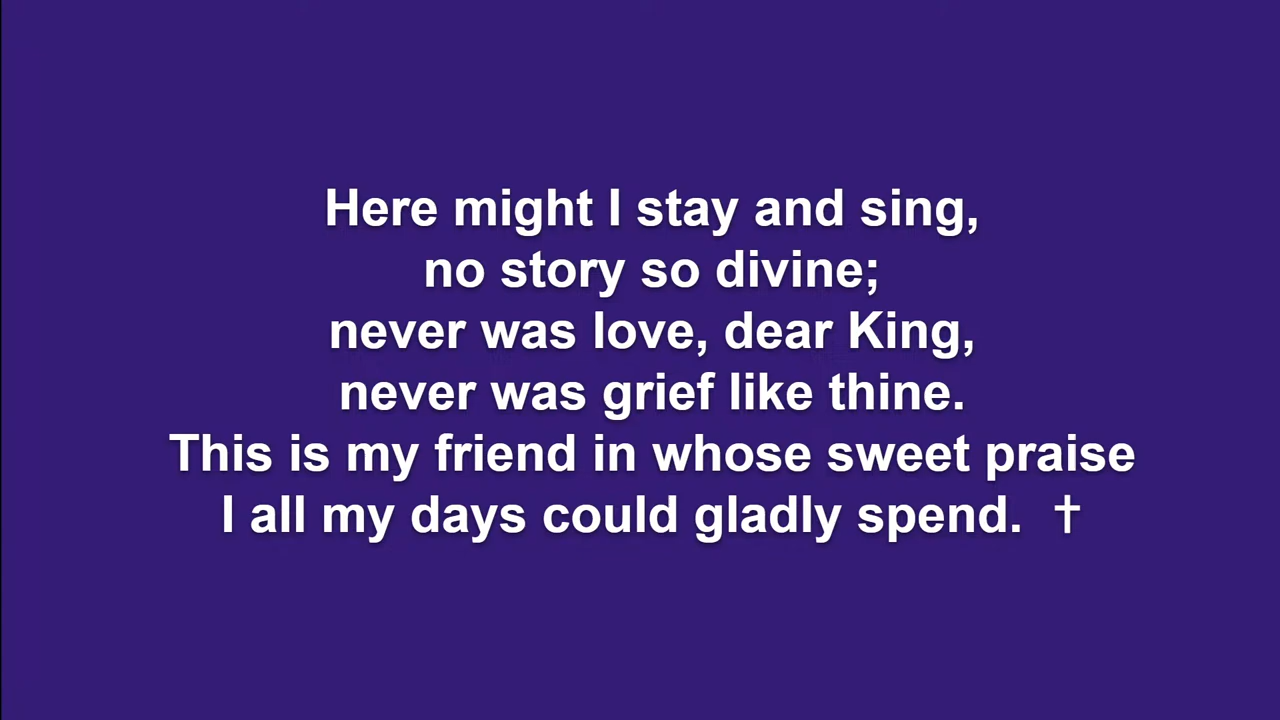 Here might I stay and sing,
no story so divine;
never was love, dear King,
never was grief like thine.
This is my friend in whose sweet praise
I all my days could gladly spend. †